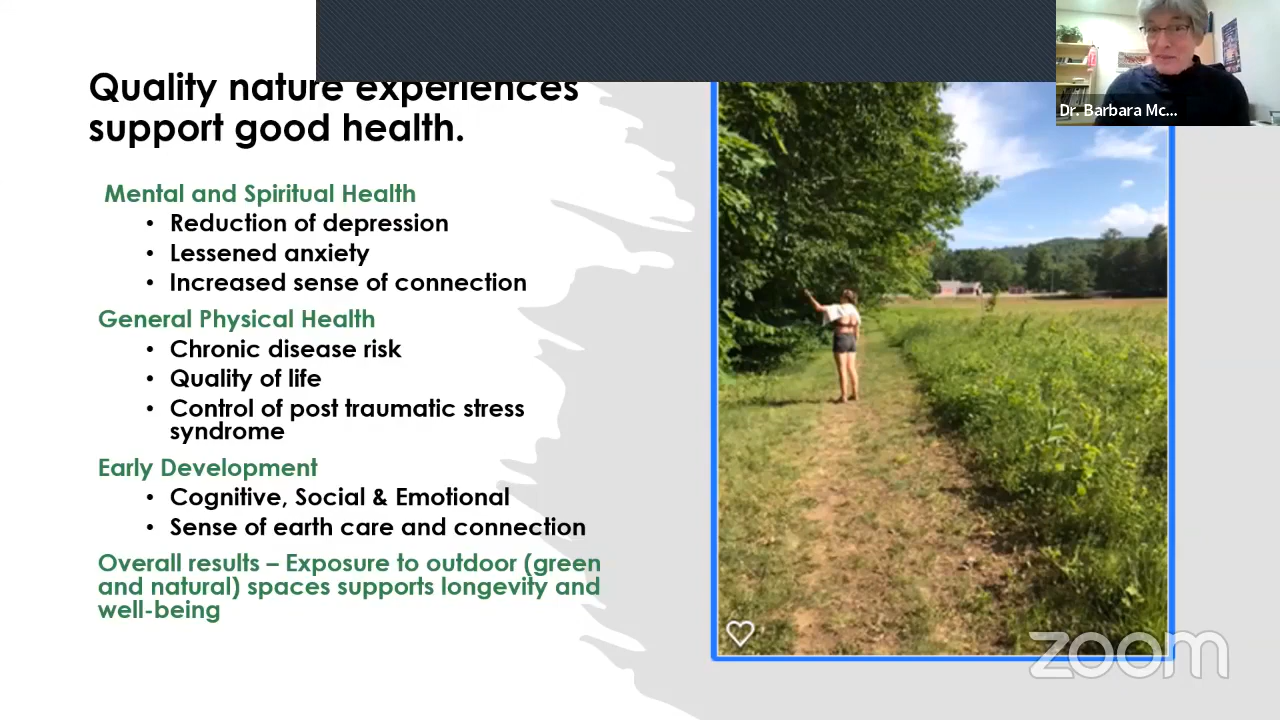 Quality nature experiences
support good health.
Mental and Spiritual Health
• Reduction of depression
• Lessened anxiety
• Increased sense of connection
General Physical Health
• Chronic disease risk
• Quality of life
• Control of post traumatic stress
syndrome
Early Development
• Cognitive, Social & Emotional
• Sense of earth care and connection
Overall results – Exposure to outdoor (green
and natural) spaces supports longevity and
well-being
Dr. Barbara Mc...
zoom